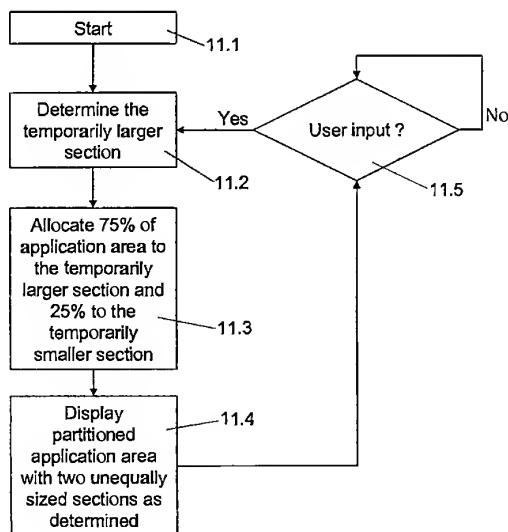 Start
11.1
Determine the
temporarily larger
section
11.2
Yes
User input ?
No
11.5
Allocate 75% of
application area to
the temporarily
larger section and
25% to the
temporarily
smaller section
11.3
Display
partitioned
application area
with two unequally
sized sections as
determined
11.4